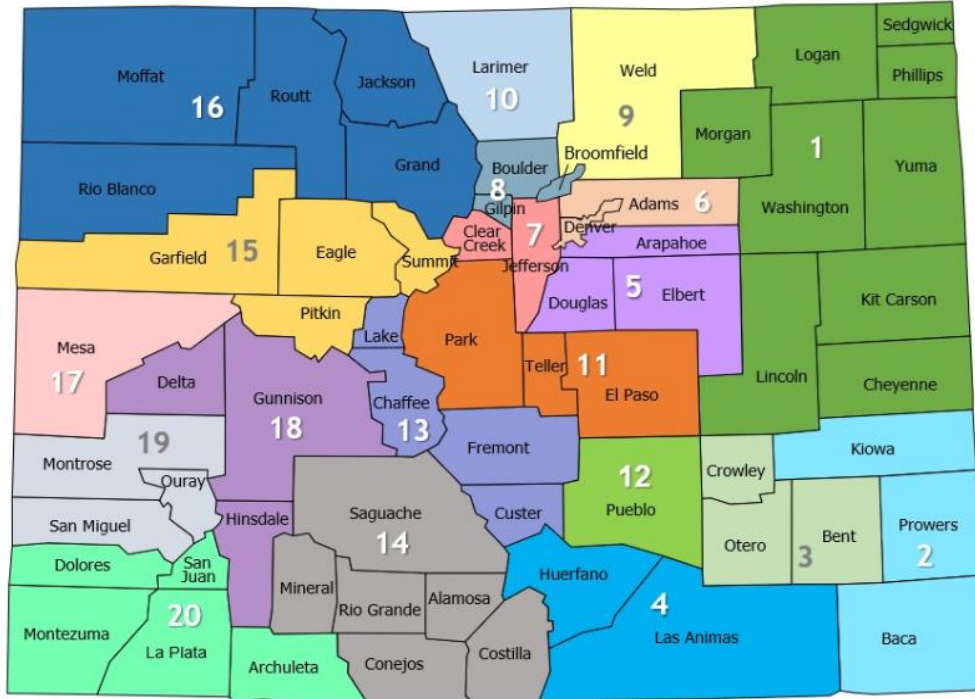 Sedgwick
Logan
Moffat
Jackson
Larimer
Weld
Phillips
16
Routt
10
9
Morgan
1
Grand
Boulder
Broomfield
Yuma
Rio Blanco
8
Gilpin
Adams
6
Washington
Clear
Creek
7
Denver
Garfield
15
Eagle
Summit
Arapahoe
Jefferson
Douglas
5
Elbert
Kit Carson
Pitkin
Lake
Park
Mesa
17
Delta
Teller
11
Lincoln
Cheyenne
Gunnison
18
Chaffee
13
El Paso
Montrose
19
Fremont
Crowley
Kiowa
Ouray
12
Pueblo
San Miguel
Hinsdale
Saguache
14
Custer
Otero
3
Bent
Prowers
2
Dolores
San
Juan
Mineral
Rio Grande
Alamosa
Huerfano
4
Las Animas
Montezuma
20
La Plata
Archuleta
Conejos
Costilla
Baca